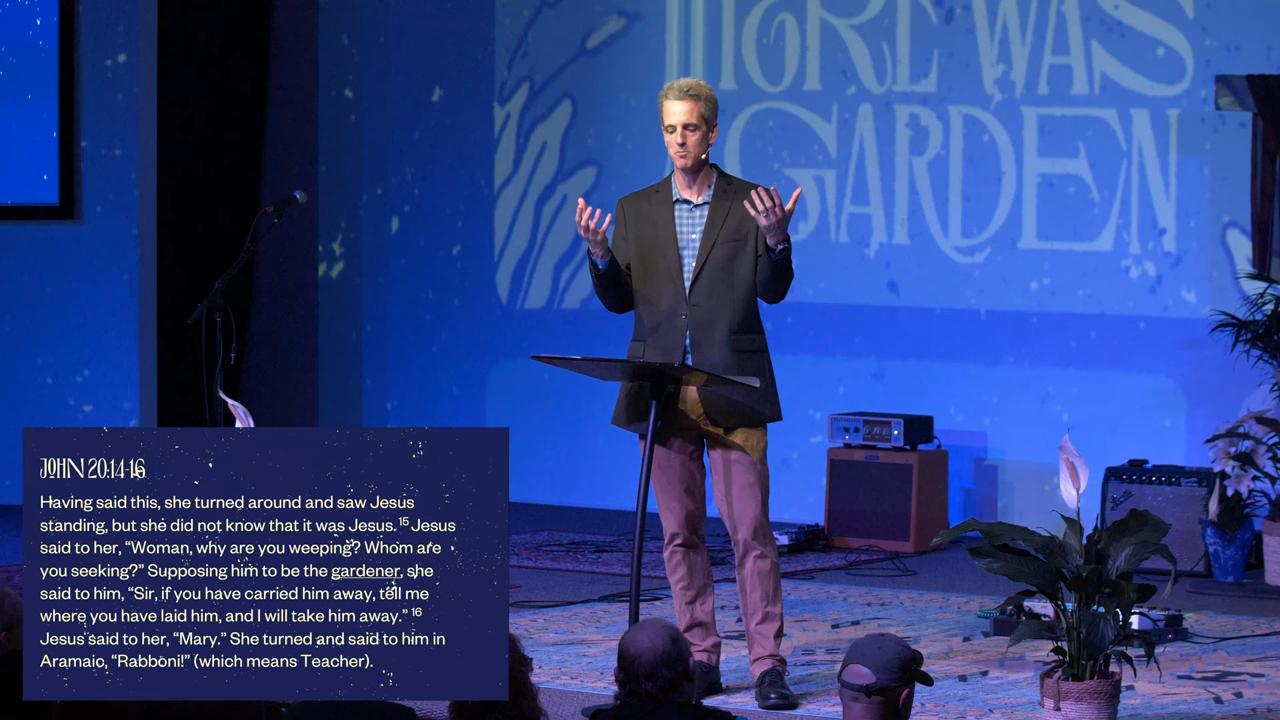 THERE WAS
GARDEN
JOHN 20:14-16
Having said this, she turned around and saw Jesus
standing, but she did not know that it was Jesus. 15 Jesus
said to her, “Woman, why are you weeping? Whom are
you seeking?” Supposing him to be the gardener, she
said to him, “Sir, if you have carried him away, tell me
where you have laid him, and I will take him away.” 16
Jesus said to her, “Mary.” She turned and said to him in
Aramaic, “Rabboni!” (which means Teacher).